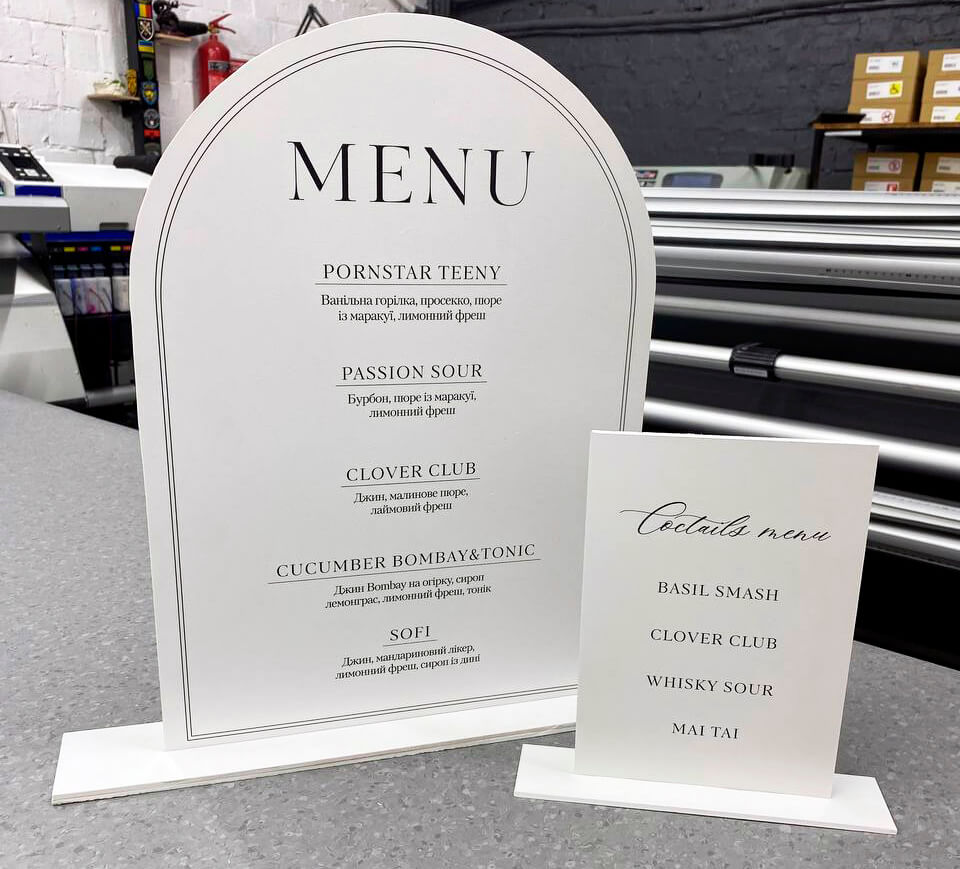 MENU
PORNSTAR TEENY
Ванільна горілка, просекко, пюре
із маракуї, лимонний фреш
PASSION SOUR
Бурбон, пюре із маракуї,
лимонний фреш
CLOVER CLUB
Джин, малинове пюре,
лаймовий фреш
CUCUMBER BOMBAY&TONIC
Джин Bombay на огірку, сироп
лемонграс, лимонний фреш, тонік
SOFI
Джин, мандариновий лікер,
лимонний фреш, сироп із дині
Coctails menu
BASIL SMASH
CLOVER CLUB
WHISKY SOUR
MAI TAI